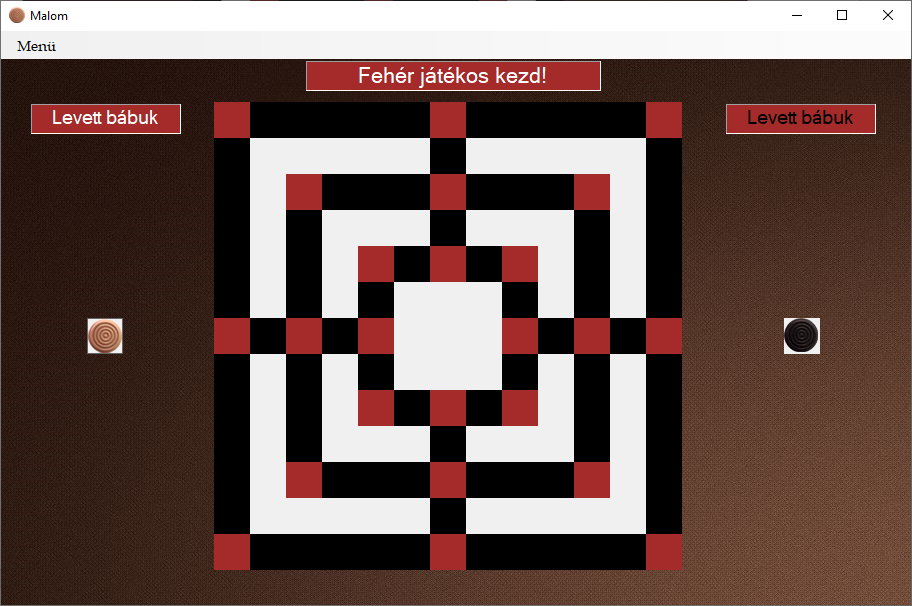 Malom
Menü
Fehér játékos kezd!
Levett bábuk
Levett bábuk